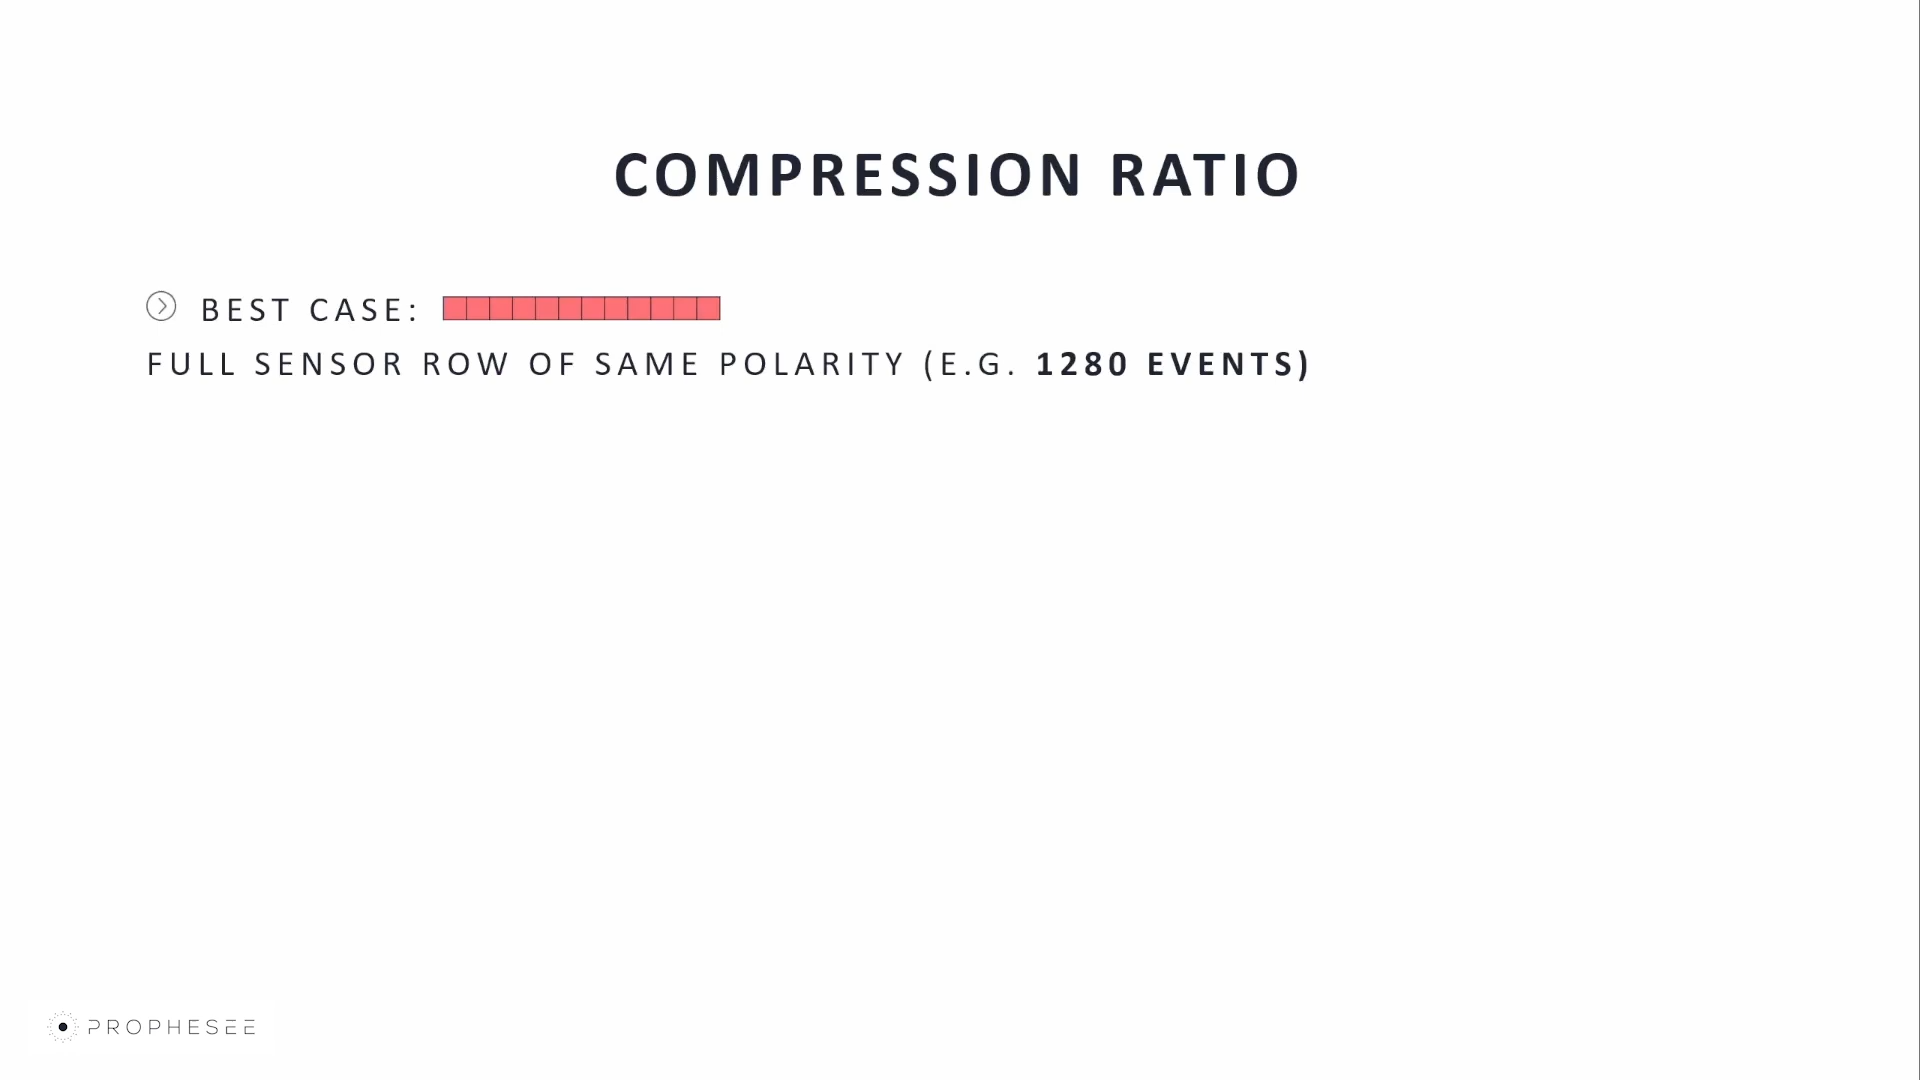 COMPRESSION RATIO
BEST CASE:
FULL SENSOR ROW OF SAME POLARITY (E.G. 1280 EVENTS)
PROPHESEE